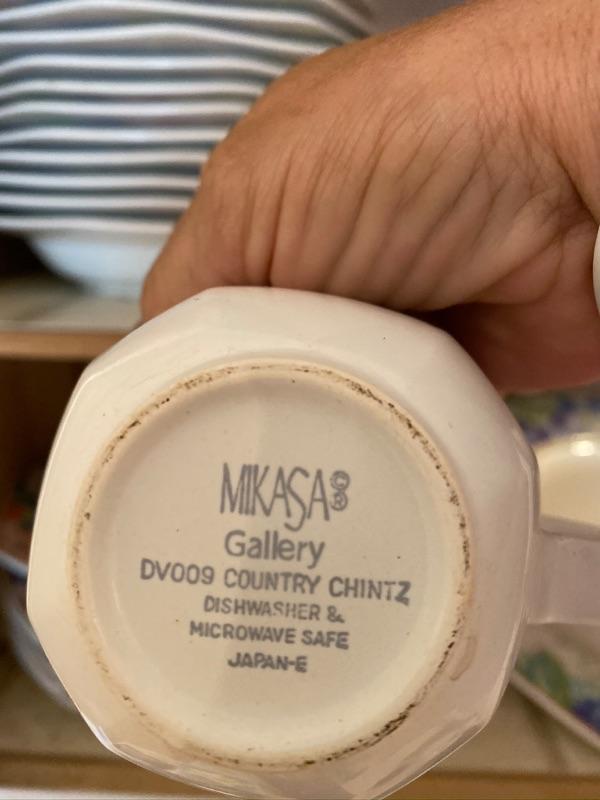 MIKASA©®
Gallery
DV009 COUNTRY CHINTZ
DISHWASHER &
MICROWAVE SAFE
JAPAN-E